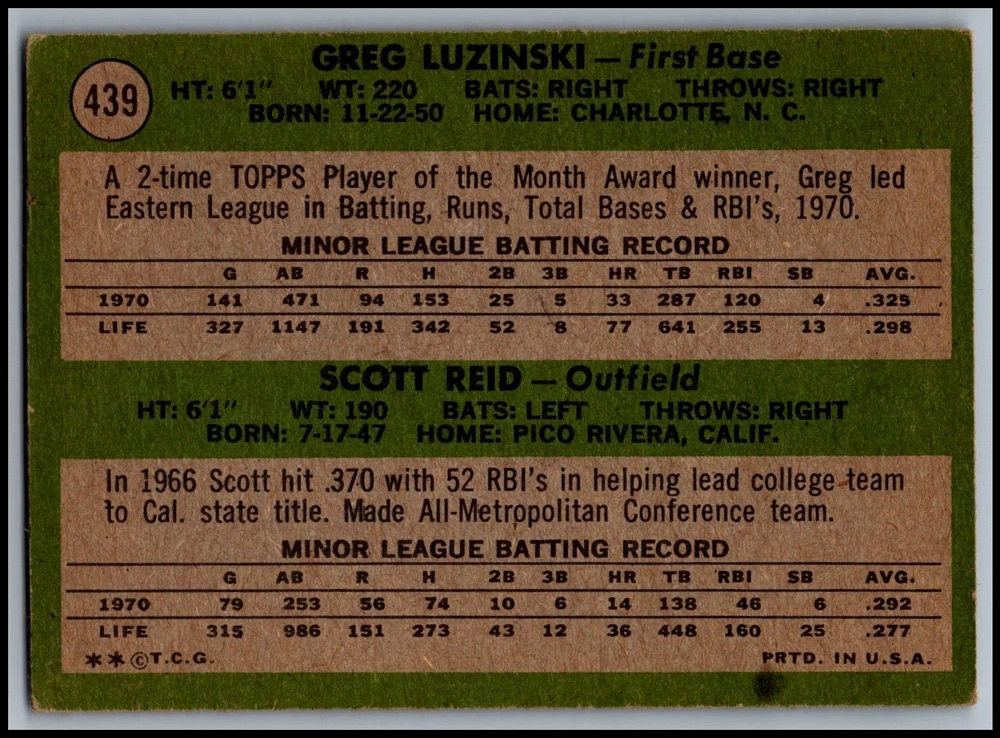 GREG LUZINSKI — First Base
439
HT: 6'1" WT: 220 BATS: RIGHT THROWS: RIGHT
BORN: 11-22-50 HOME: CHARLOTTE, N. C.
A 2-time TOPPS Player of the Month Award winner, Greg led
Eastern League in Batting, Runs, Total Bases & RBI's, 1970.
MINOR LEAGUE BATTING RECORD
G AB R H 2B 3B HR TB RBI SB AVG.
1970 141 471 94 153 25 5 33 287 120 4 .325
LIFE 327 1147 191 342 52 8 77 641 255 13 .298
SCOTT REID — Outfield
HT: 6'1" WT: 190 BATS: LEFT THROWS: RIGHT
BORN: 7-17-47 HOME: PICO RIVERA, CALIF.
In 1966 Scott hit .370 with 52 RBI's in helping lead college team
to Cal. state title. Made All-Metropolitan Conference team.
MINOR LEAGUE BATTING RECORD
G AB R H 2B 3B HR TB RBI SB AVG.
1970 79 253 56 74 10 6 14 138 46 6 .292
LIFE 315 986 151 273 43 12 36 448 160 25 .277
**©T.C.G. PRTD. IN U.S.A.